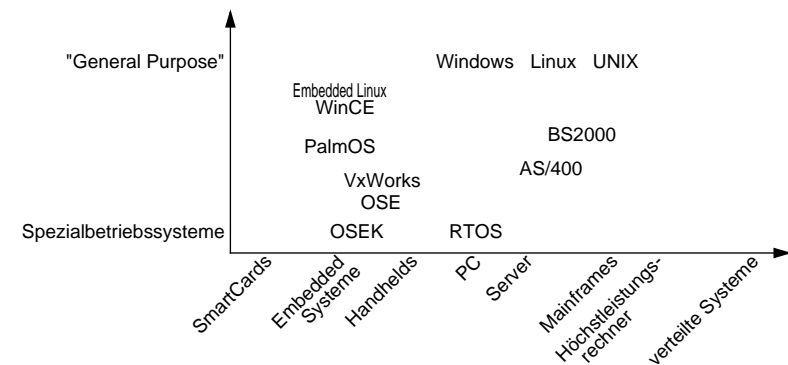 "General Purpose"
Windows Linux UNIX
Embedded Linux
WinCE
BS2000
PalmOS
AS/400
VxWorks
OSE
Spezialbetriebssysteme
OSEK
RTOS
SmartCards
Embedded
Systeme
Handhelds
PC
Server
Mainframes
Höchstleistungs-
rechner
verteilte Systeme